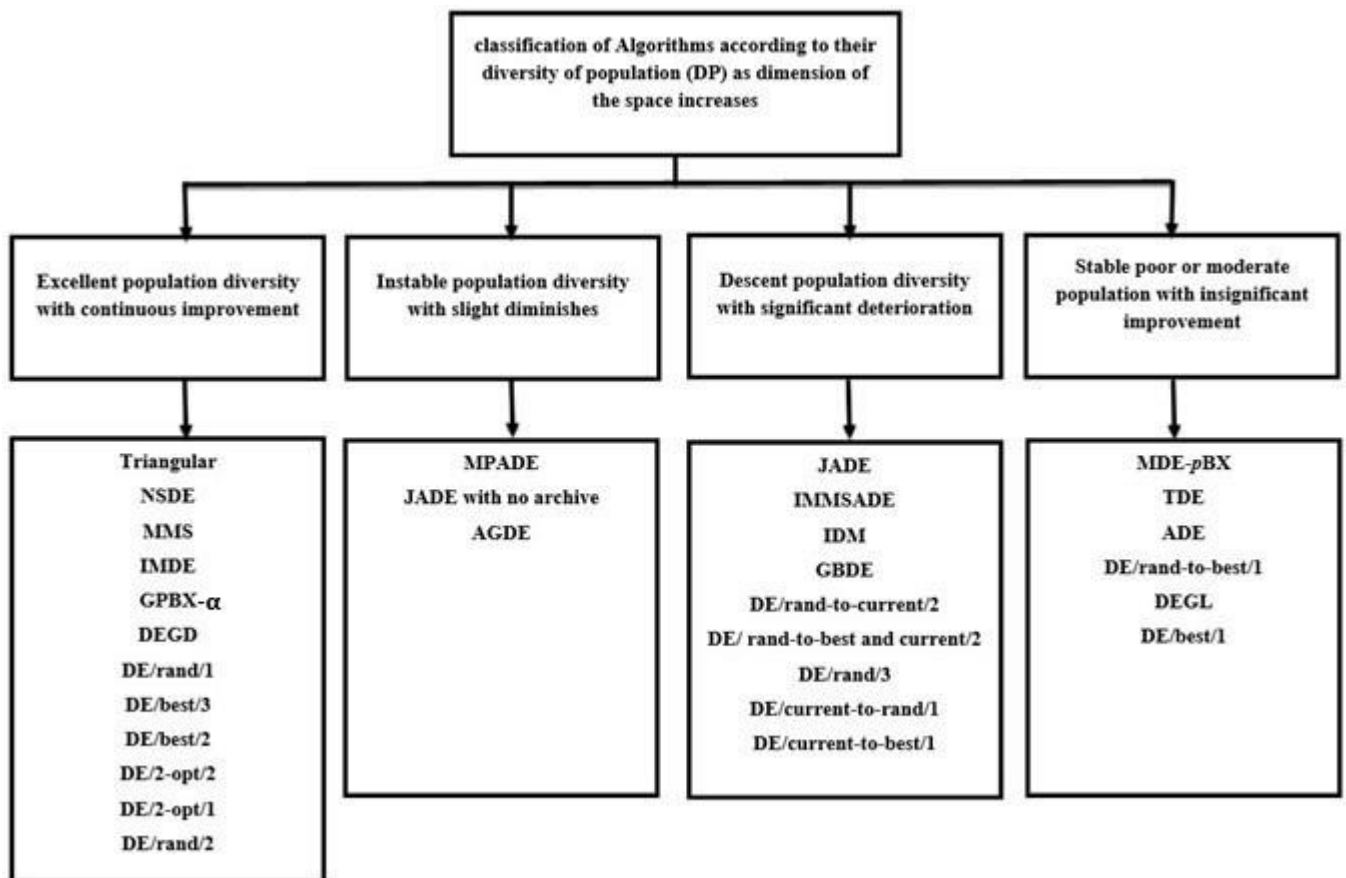 classification of Algorithms according to their
diversity of population (DP) as dimension of
the space increases
Excellent population diversity
with continuous improvement
Instable population diversity
with slight diminishes
Descent population diversity
with significant deterioration
Stable poor or moderate
population with insignificant
improvement
Triangular
NSDE
MMS
IMDE
GPBX-α
DEGD
DE/rand/1
DE/best/3
DE/best/2
DE/2-opt/2
DE/2-opt/1
DE/rand/2
MPADE
JADE with no archive
AGDE
JADE
IMMSADE
IDM
GBDE
DE/rand-to-current/2
DE/ rand-to-best and current/2
DE/rand/3
DE/current-to-rand/1
DE/current-to-best/1
MDE-pBX
TDE
ADE
DE/rand-to-best/1
DEGL
DE/best/1